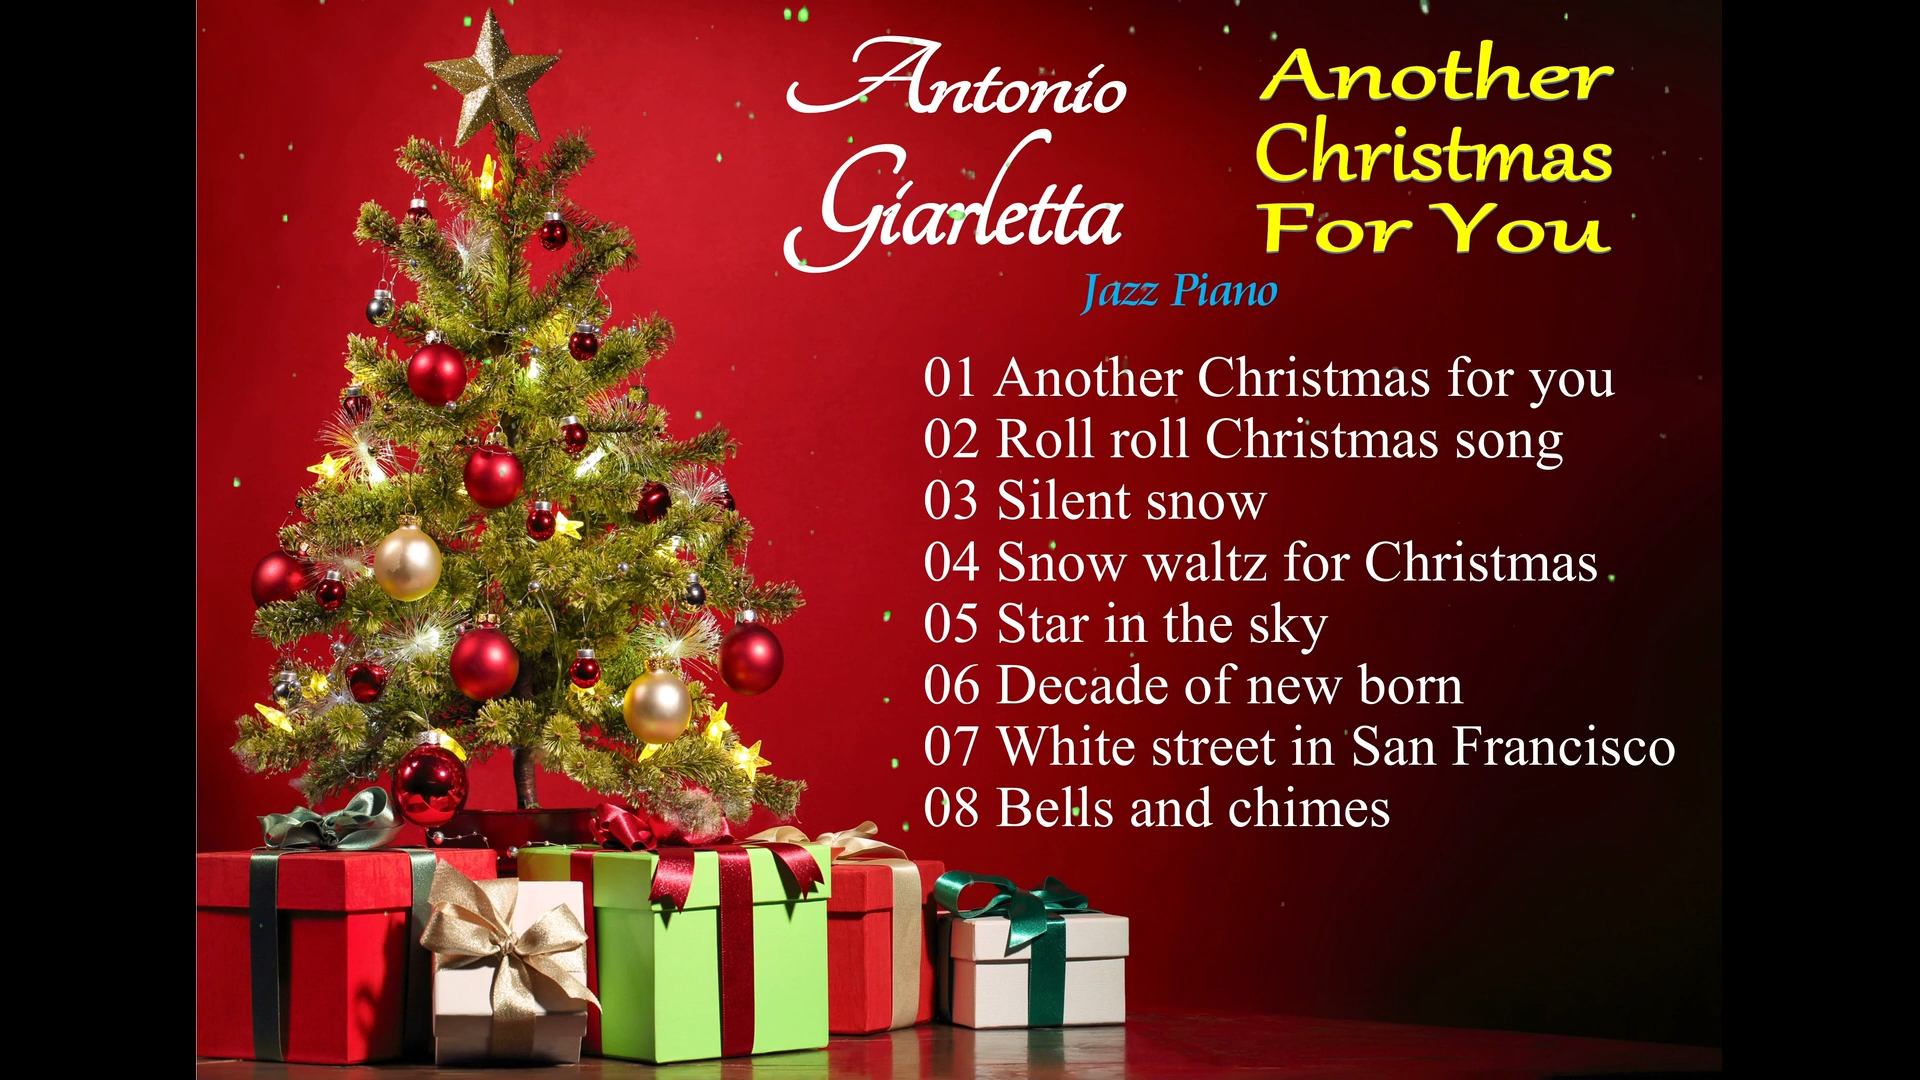 Antonio
Giarletta
Another
Christmas
For You
Jazz Piano
01 Another Christmas for you
02 Roll roll Christmas song
03 Silent snow
04 Snow waltz for Christmas
05 Star in the sky
06 Decade of new born
07 White street in San Francisco
08 Bells and chimes